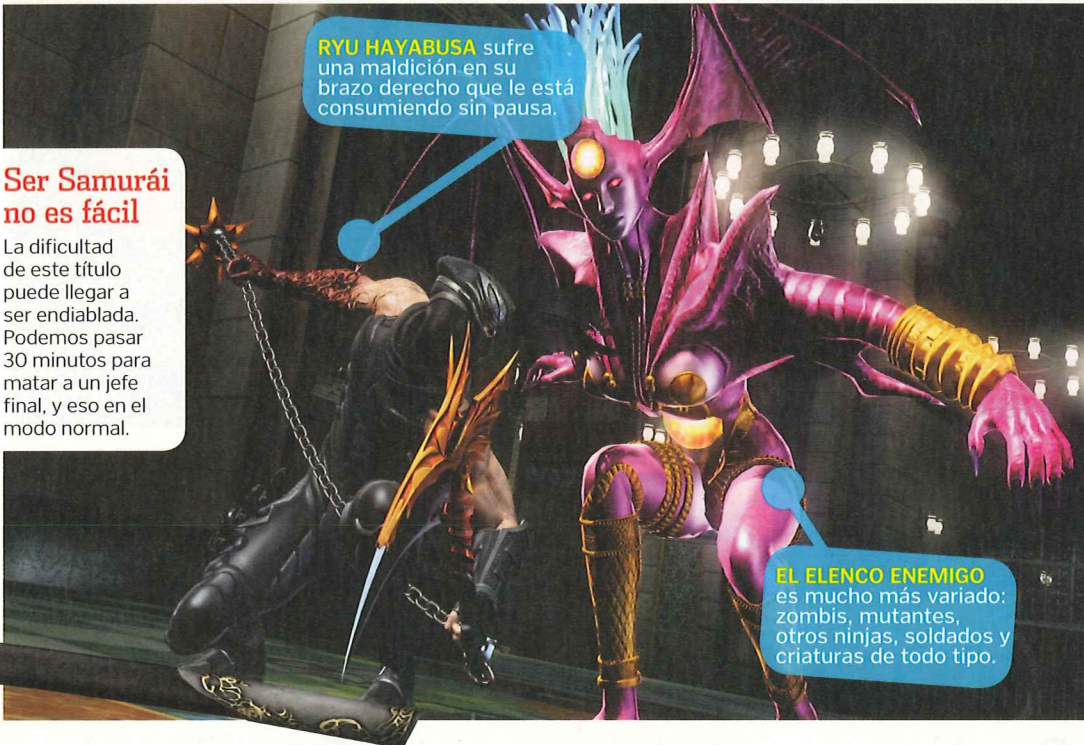 RYU HAYABUSA sufre
una maldición en su
brazo derecho que le está
consumiendo sin pausa.
Ser Samurái
no es fácil
La dificultad
de este título
puede llegar a
ser endiablada.
Podemos pasar
30 minutos para
matar a un jefe
final, y eso en el
modo normal.
EL ELENCO ENEMIGO
es mucho más variado:
zombis, mutantes,
otros ninjas, soldados y
criaturas de todo tipo.